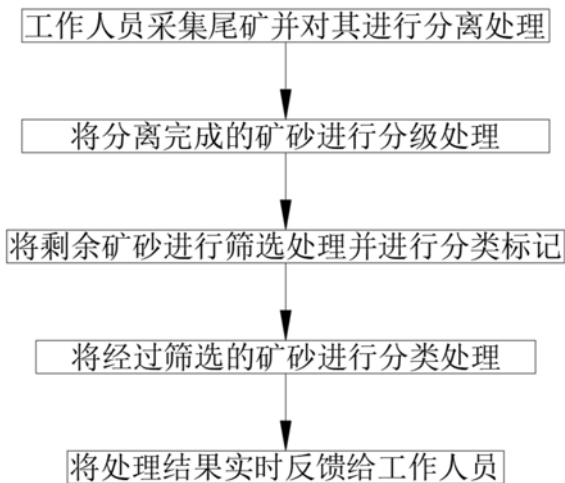 工作人员采集尾矿并对其进行分离处理
将分离完成的矿砂进行分级处理
将剩余矿砂进行筛选处理并进行分类标记
将经过筛选的矿砂进行分类处理
将处理结果实时反馈给工作人员